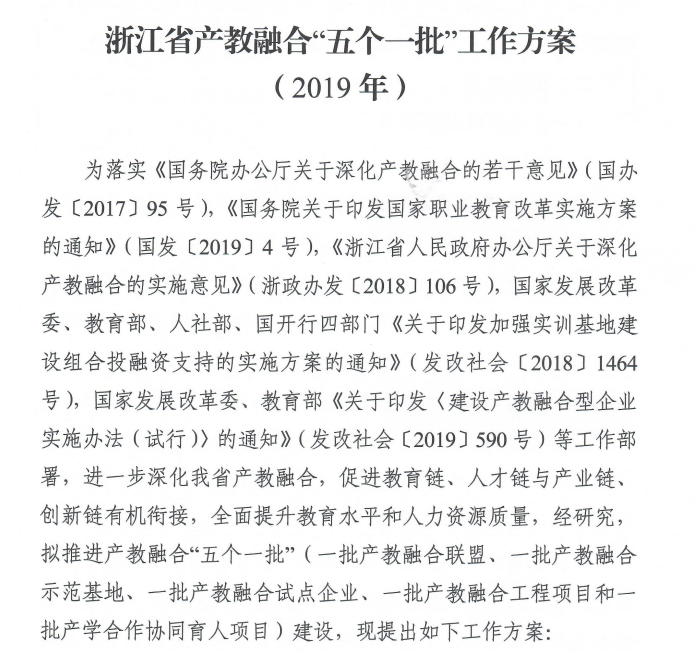 浙江省产教融合“五个一批”工作方案
（2019 年）
为落实《国务院办公厅关于深化产教融合的若干意见》（国办
发〔2017〕95 号），《国务院关于印发国家职业教育改革实施方案
的通知》（国发〔2019〕4 号），《浙江省人民政府办公厅关于深化
产教融合的实施意见》（浙政办发〔2018〕106 号），国家发展改革
委、教育部、人社部、国开行四部门《关于印发加强实训基地建
设组合投融资支持的实施方案的通知》（发改社会〔2018〕1464
号），国家发展改革委、教育部《关于印发〈建设产教融合型企业
实施办法（试行）〉的通知》（发改社会〔2019〕590 号）等工作部
署，进一步深化我省产教融合，促进教育链、人才链与产业链、
创新链有机衔接，全面提升教育水平和人力资源质量，经研究，
拟推进产教融合“五个一批”（一批产教融合联盟、一批产教融合
示范基地、一批产教融合试点企业、一批产教融合工程项目和一
批产学合作协同育人项目）建设，现提出如下工作方案：